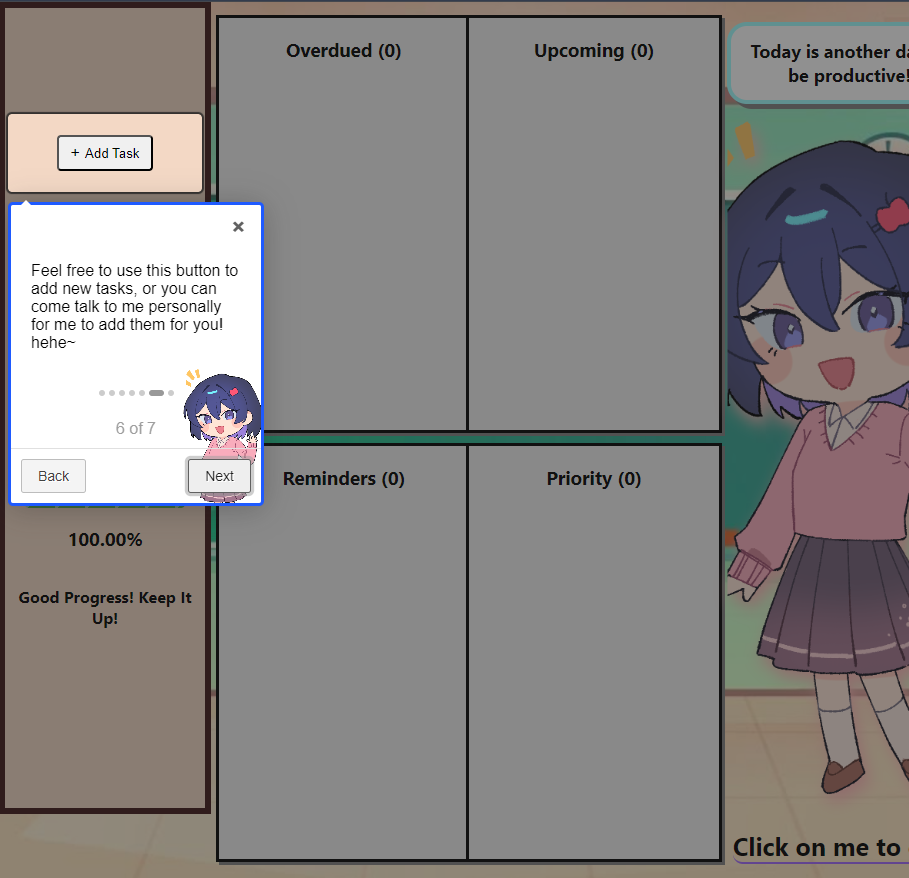 Overdued (0)
Upcoming (0)
Today is another da
be productive!
+ Add Task
×
Feel free to use this button to
add new tasks, or you can
come talk to me personally
for me to add them for you!
hehe~
6 of 7
Back
Next
Reminders (0)
Priority (0)
100.00%
Good Progress! Keep It
Up!
Click on me to